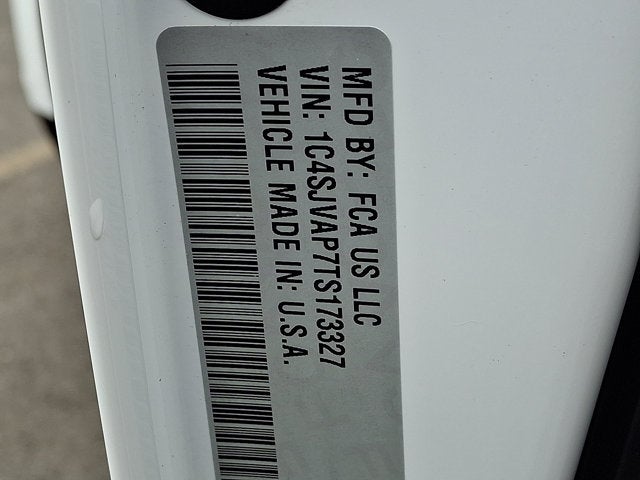 MFD BY: FCA US LLC
VIN: 1C4SJVAP7TS173327
VEHICLE MADE IN: U.S.A.